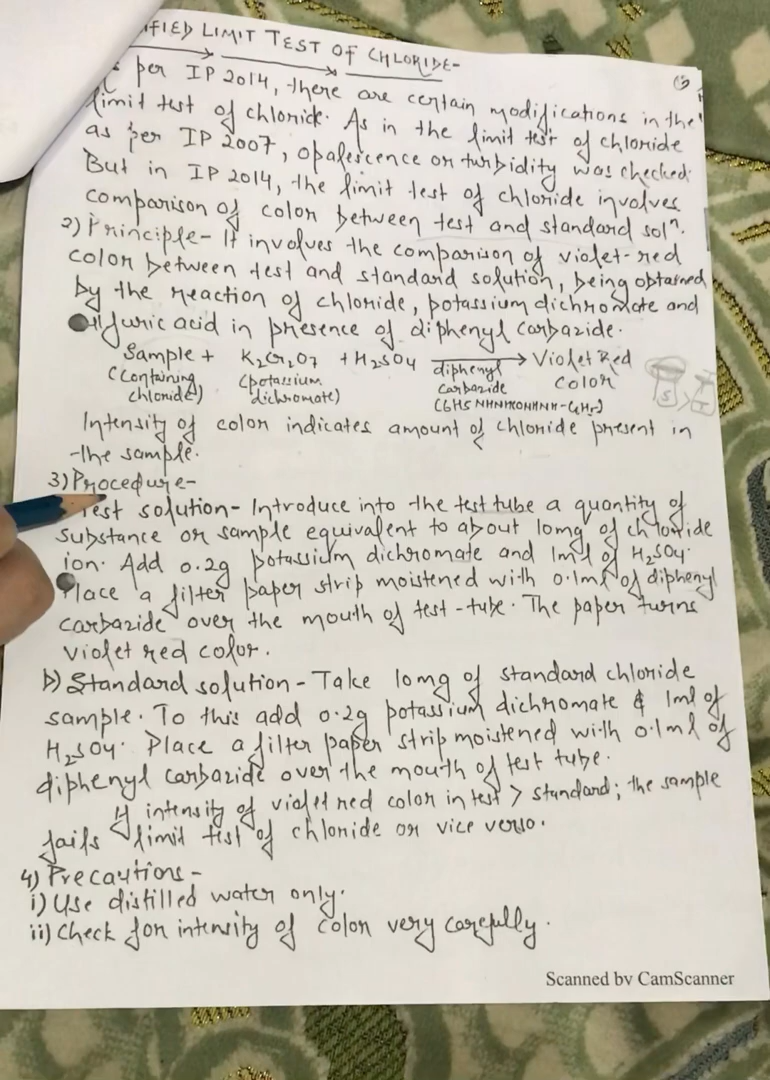 IFIED LIMIT TEST OF CHLORIDE-
per IP 2014, there are certain modifications in the
limit test of chloride. As in the limit test of chloride
as per IP 2007, opalescence or turbidity was checked.
But in IP 2014, the limit test of chloride involves
comparison of color between test and standard solⁿ.
2) Principle- It involves the comparison of violet-red
color between test and standard solution, being obtained
by the reaction of chloride, potassium dichromate and
lfuric acid in presence of diphenyl carbazide.
Sample + K₂Cr₂O7 + H₂SO4 → Violet Red
(Containing (potassium diphenyl color
chloride) dichromate) carbazide
(C6H5 NHNHCONHNH-C6H5)
Intensity of color indicates amount of chloride present in
-the sample.
3) Procedure-
Test solution- Introduce into the test tube a quantity of
substance or sample equivalent to about 10mg of chloride
ion. Add 0.2g potassium dichromate and 1ml of H₂SO4.
Place a filter paper strip moistened with 0.1ml of diphenyl
carbazide over the mouth of test-tube. The paper turns
violet red color.
b) Standard solution- Take 10mg of standard chloride
sample. To this add 0.2g potassium dichromate & 1ml of
H₂SO4. Place a filter paper strip moistened with 0.1ml of
diphenyl carbazide over the mouth of test tube.
If intensity of violet red color in test > standard; the sample
fails limit test of chloride or vice verso.
4) Precautions-
i) Use distilled water only.
ii) Check for intensity of color very carefully.
Scanned by CamScanner